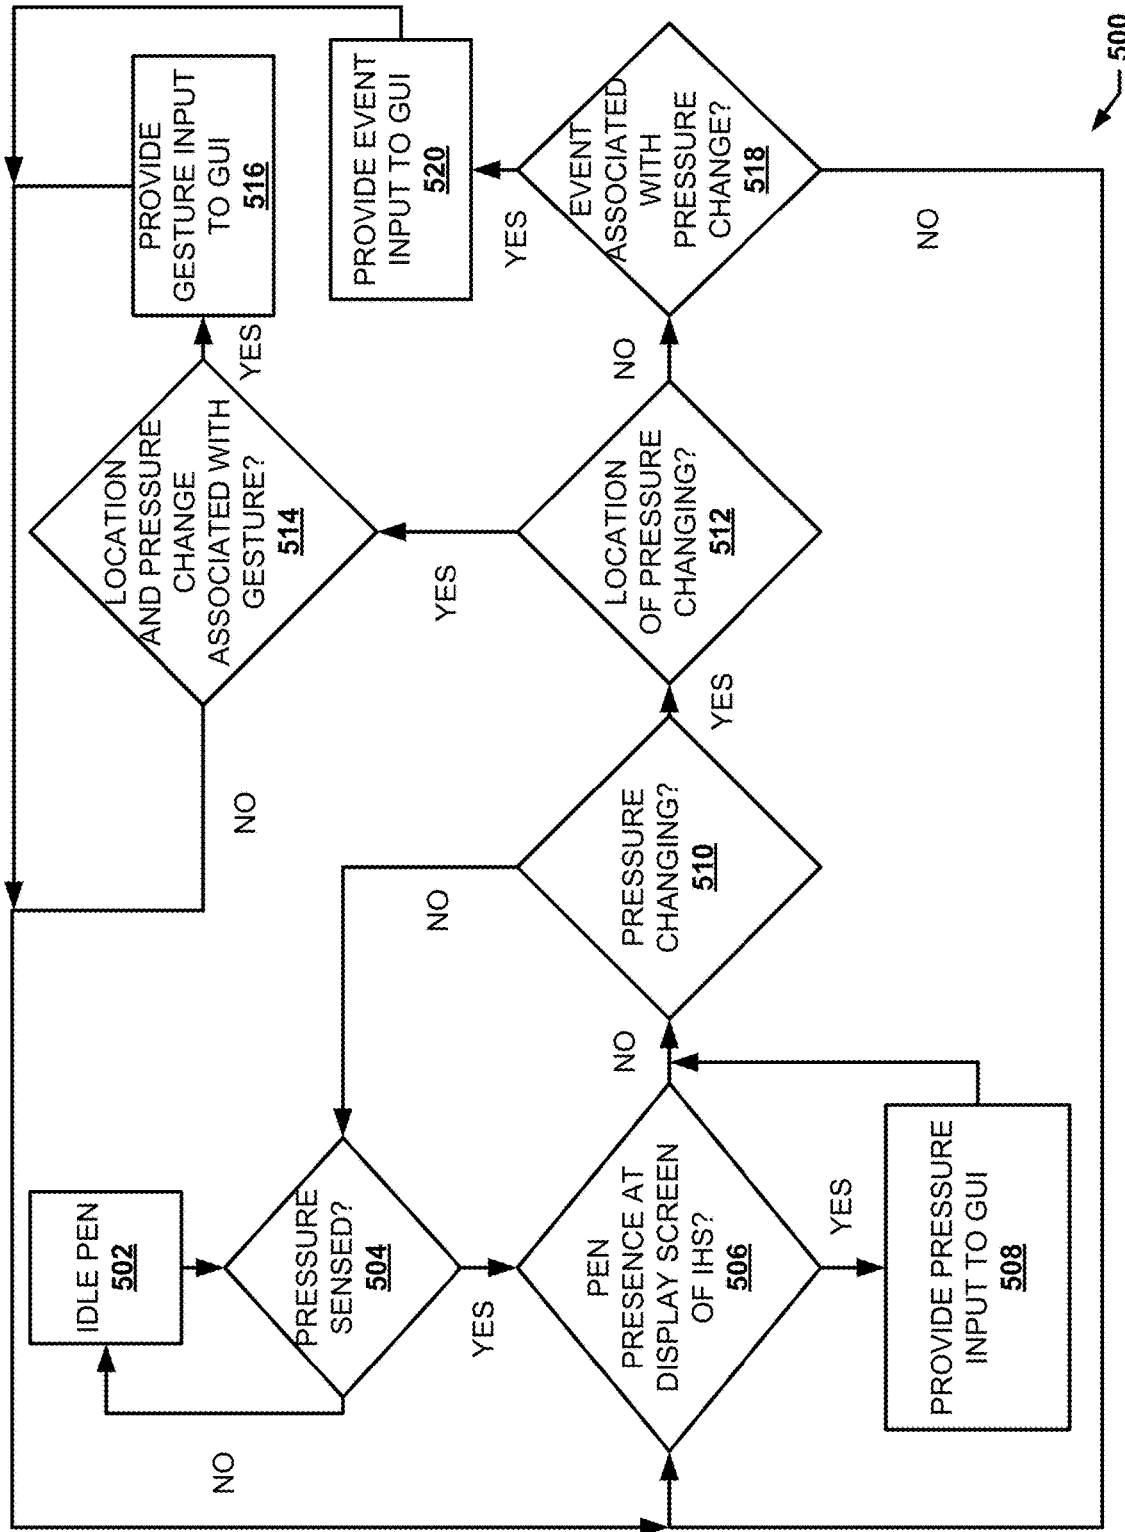 500
IDLE PEN
502
PRESSURE
SENSED?
504
NO
YES
PEN
PRESENCE AT
DISPLAY SCREEN
OF IHS?
506
YES
PROVIDE PRESSURE
INPUT TO GUI
508
NO
PRESSURE
CHANGING?
510
NO
YES
LOCATION
OF PRESSURE
CHANGING?
512
YES
NO
LOCATION
AND PRESSURE
CHANGE
ASSOCIATED WITH
GESTURE?
514
NO
YES
PROVIDE
GESTURE INPUT
TO GUI
516
EVENT
ASSOCIATED
WITH
PRESSURE
CHANGE?
518
YES
NO
PROVIDE EVENT
INPUT TO GUI
520